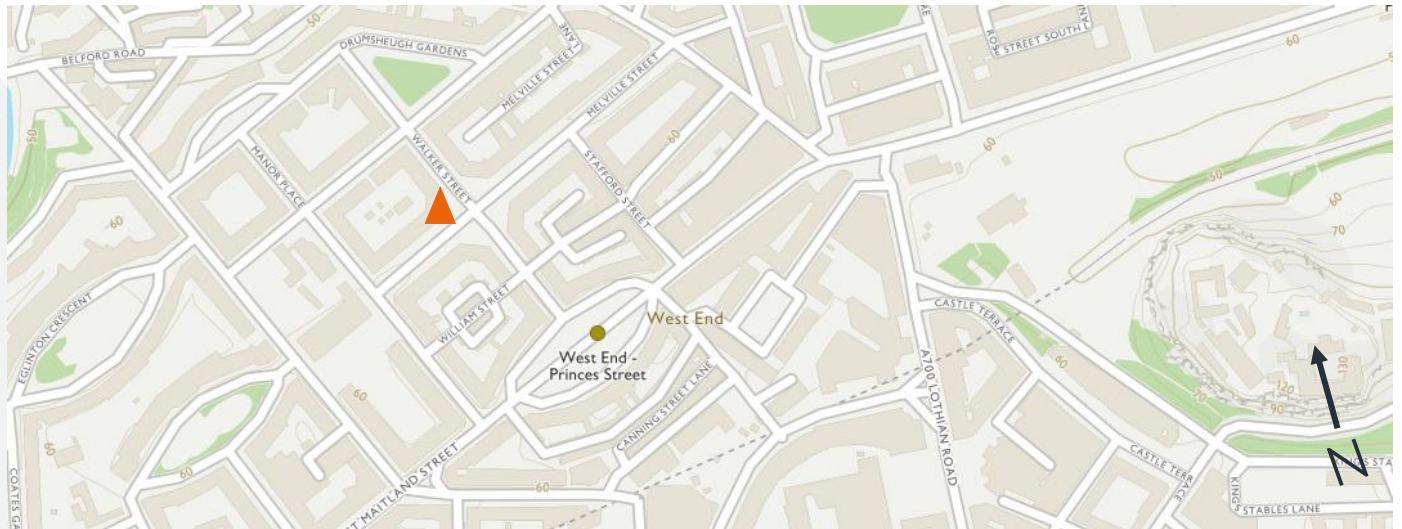 BELFORD ROAD
50
DRUMSHEUGH GARDENS
LANE
MELVILLE STREET
MELVILLE STREET
ROSE STREET SOUTH LANE
60
50
WALKER STREET
MANOR PLACE
STAFFORD STREET
60
60
50
60
70
60
EGLINTON CRESCENT
WILLIAM STREET
West End
West End -
Princes Street
CASTLE TERRACE
60
A700 LOTHIAN ROAD
CANNING STREET LANE
130
120
90
70
60
60
60
60
CASTLE TERRACE
N
MAITLAND STREET
KINGS STABLES LANE